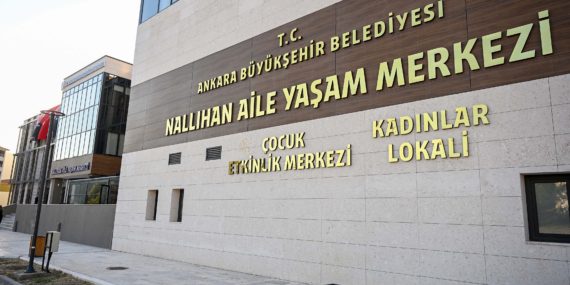 T.C.
ANKARA BÜYÜKŞEHİR BELEDİYESİ
NALLIHAN AİLE YAŞAM MERKEZİ
ÇOCUK
ETKİNLİK MERKEZİ
KADINLAR
LOKALİ